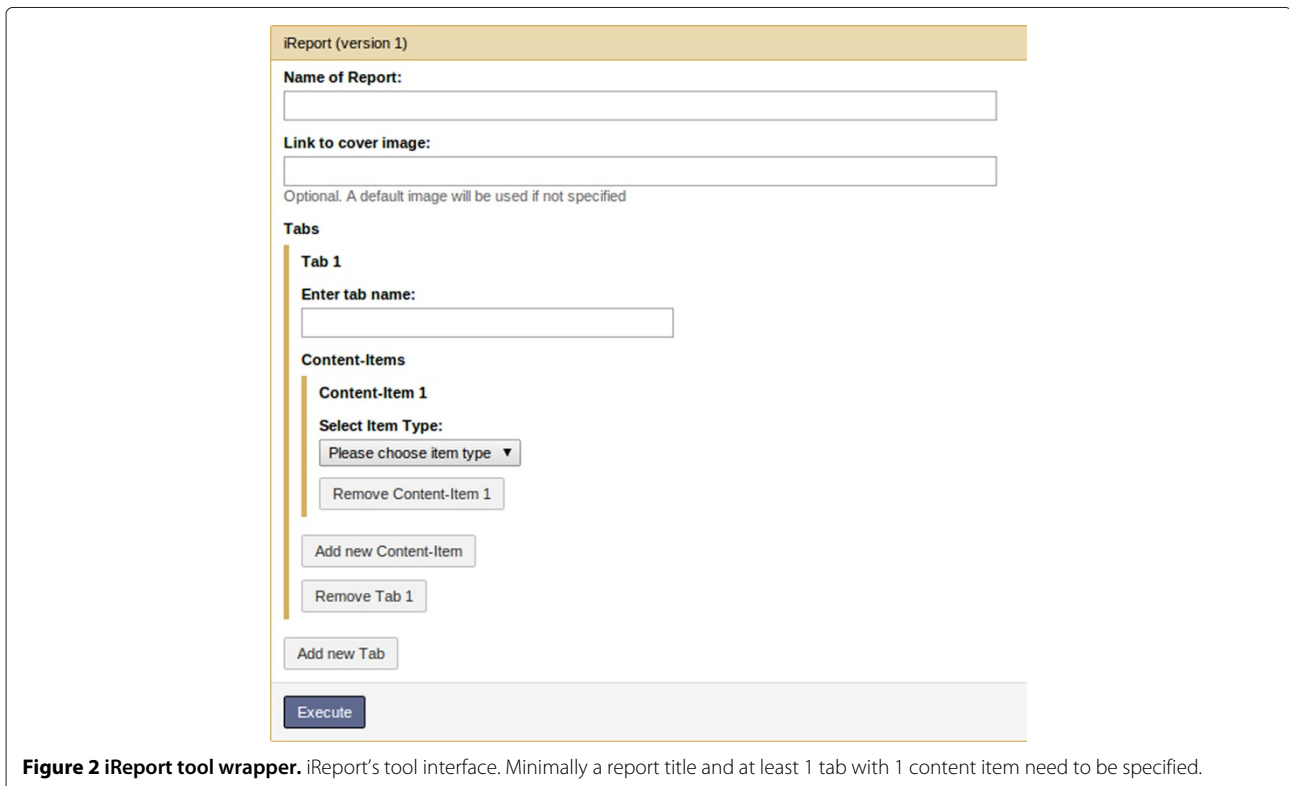 iReport (version 1)
Name of Report:
Link to cover image:
Optional. A default image will be used if not specified
Tabs
Tab 1
Enter tab name:
Content-Items
Content-Item 1
Select Item Type:
Please choose item type ▼
Remove Content-Item 1
Add new Content-Item
Remove Tab 1
Add new Tab
Execute
Figure 2 iReport tool wrapper. iReport’s tool interface. Minimally a report title and at least 1 tab with 1 content item need to be specified.